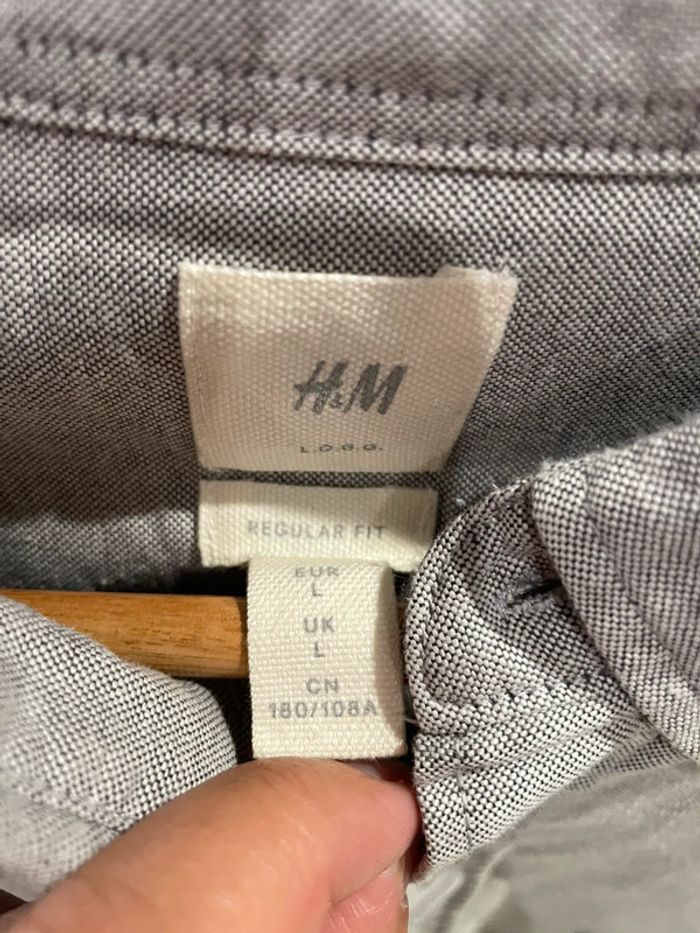 H&M
L.O.G.G.
REGULAR FIT
EUR
L
UK
L
CN
180/108A